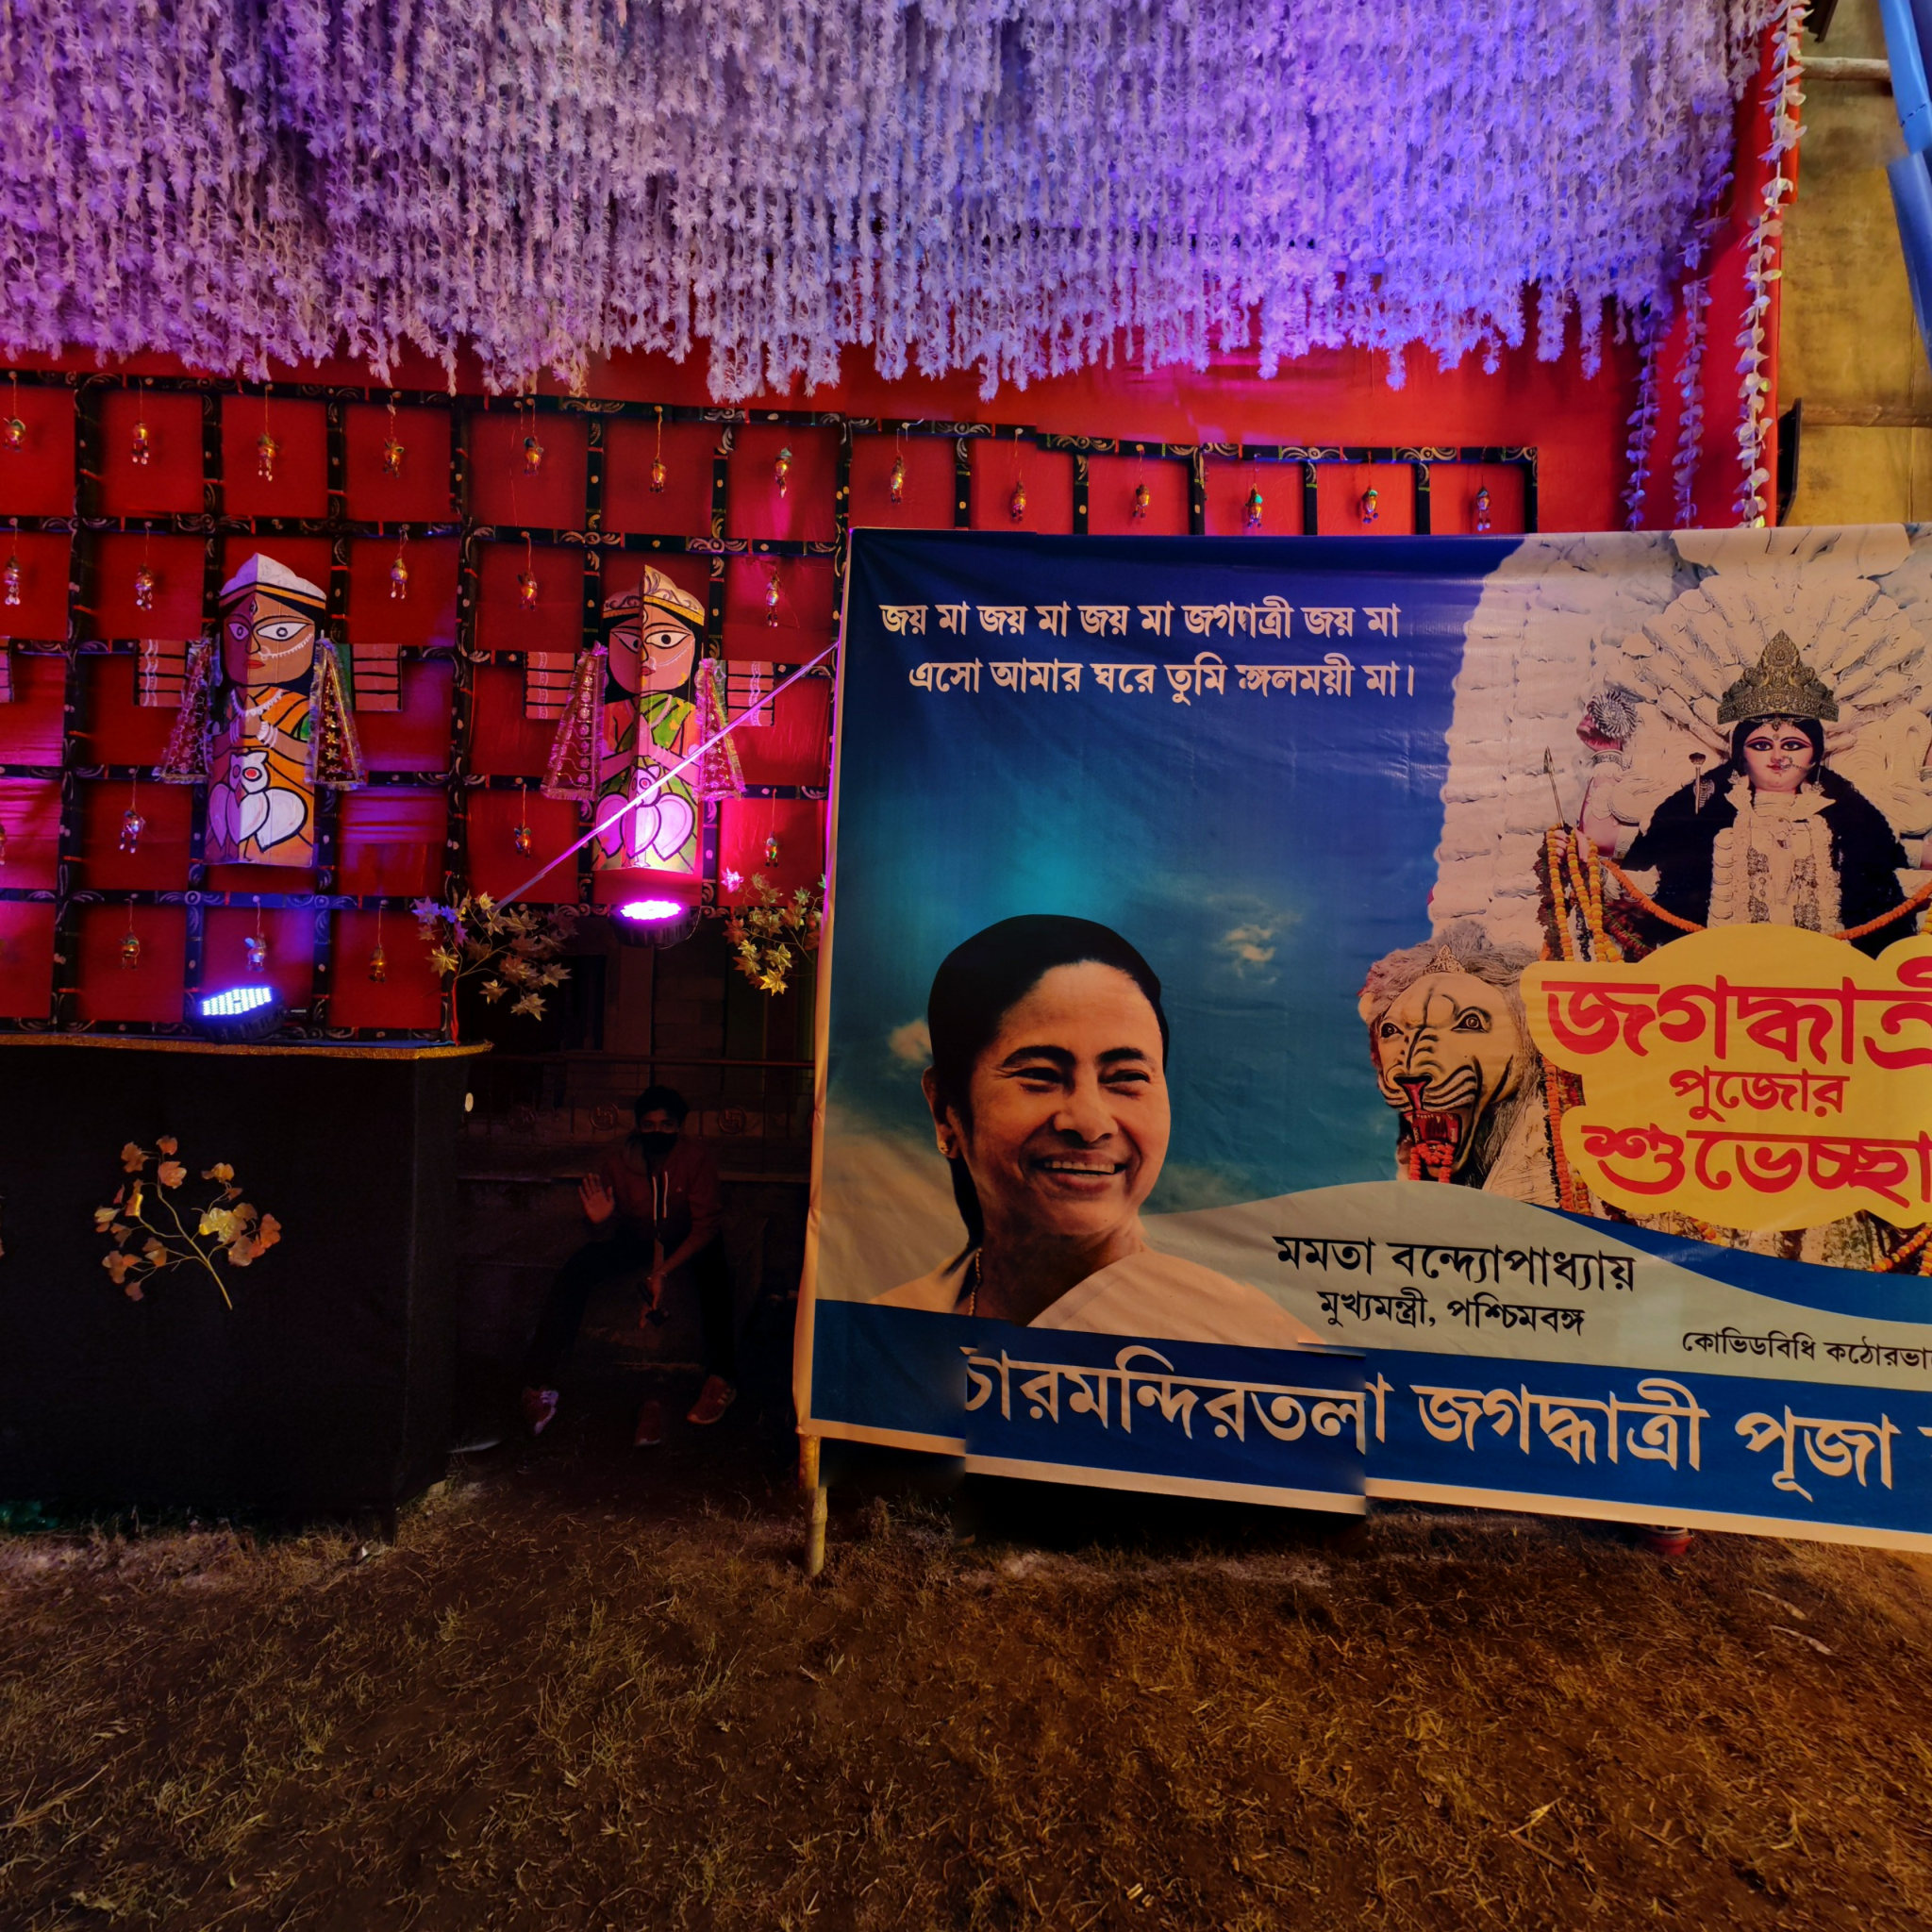 জয় মা জয় মা জয় মা জগদ্ধাত্রী জয় মা
এসো আমার ঘরে তুমি মঙ্গলময়ী মা।
জগদ্ধাত্রী
পুজোর
শুভেচ্ছা
মমতা বন্দ্যোপাধ্যায়
মুখ্যমন্ত্রী, পশ্চিমবঙ্গ
কোভিডবিধি
চারমন্দিরতলা জগদ্ধাত্রী পূজা